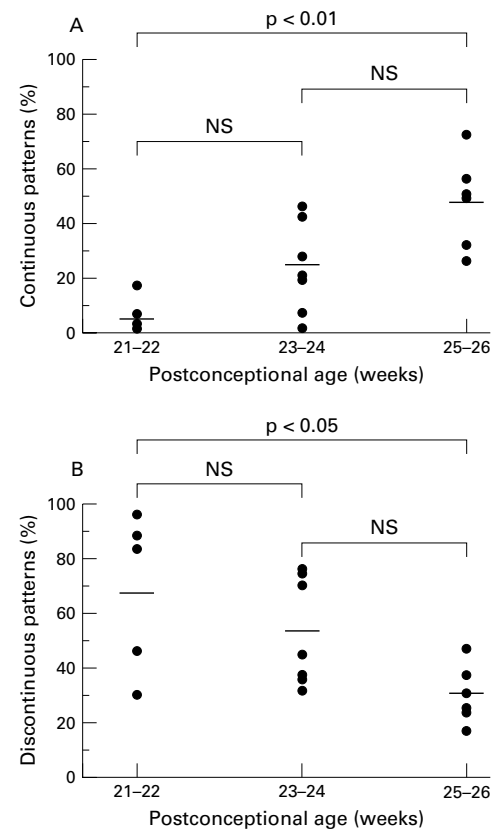 p < 0.01
A
NS
NS
100
80
60
40
20
0
Continuous patterns (%)
21–22
23–24
25–26
Postconceptional age (weeks)
p < 0.05
B
NS
NS
100
80
60
40
20
0
Discontinuous patterns (%)
21–22
23–24
25–26
Postconceptional age (weeks)